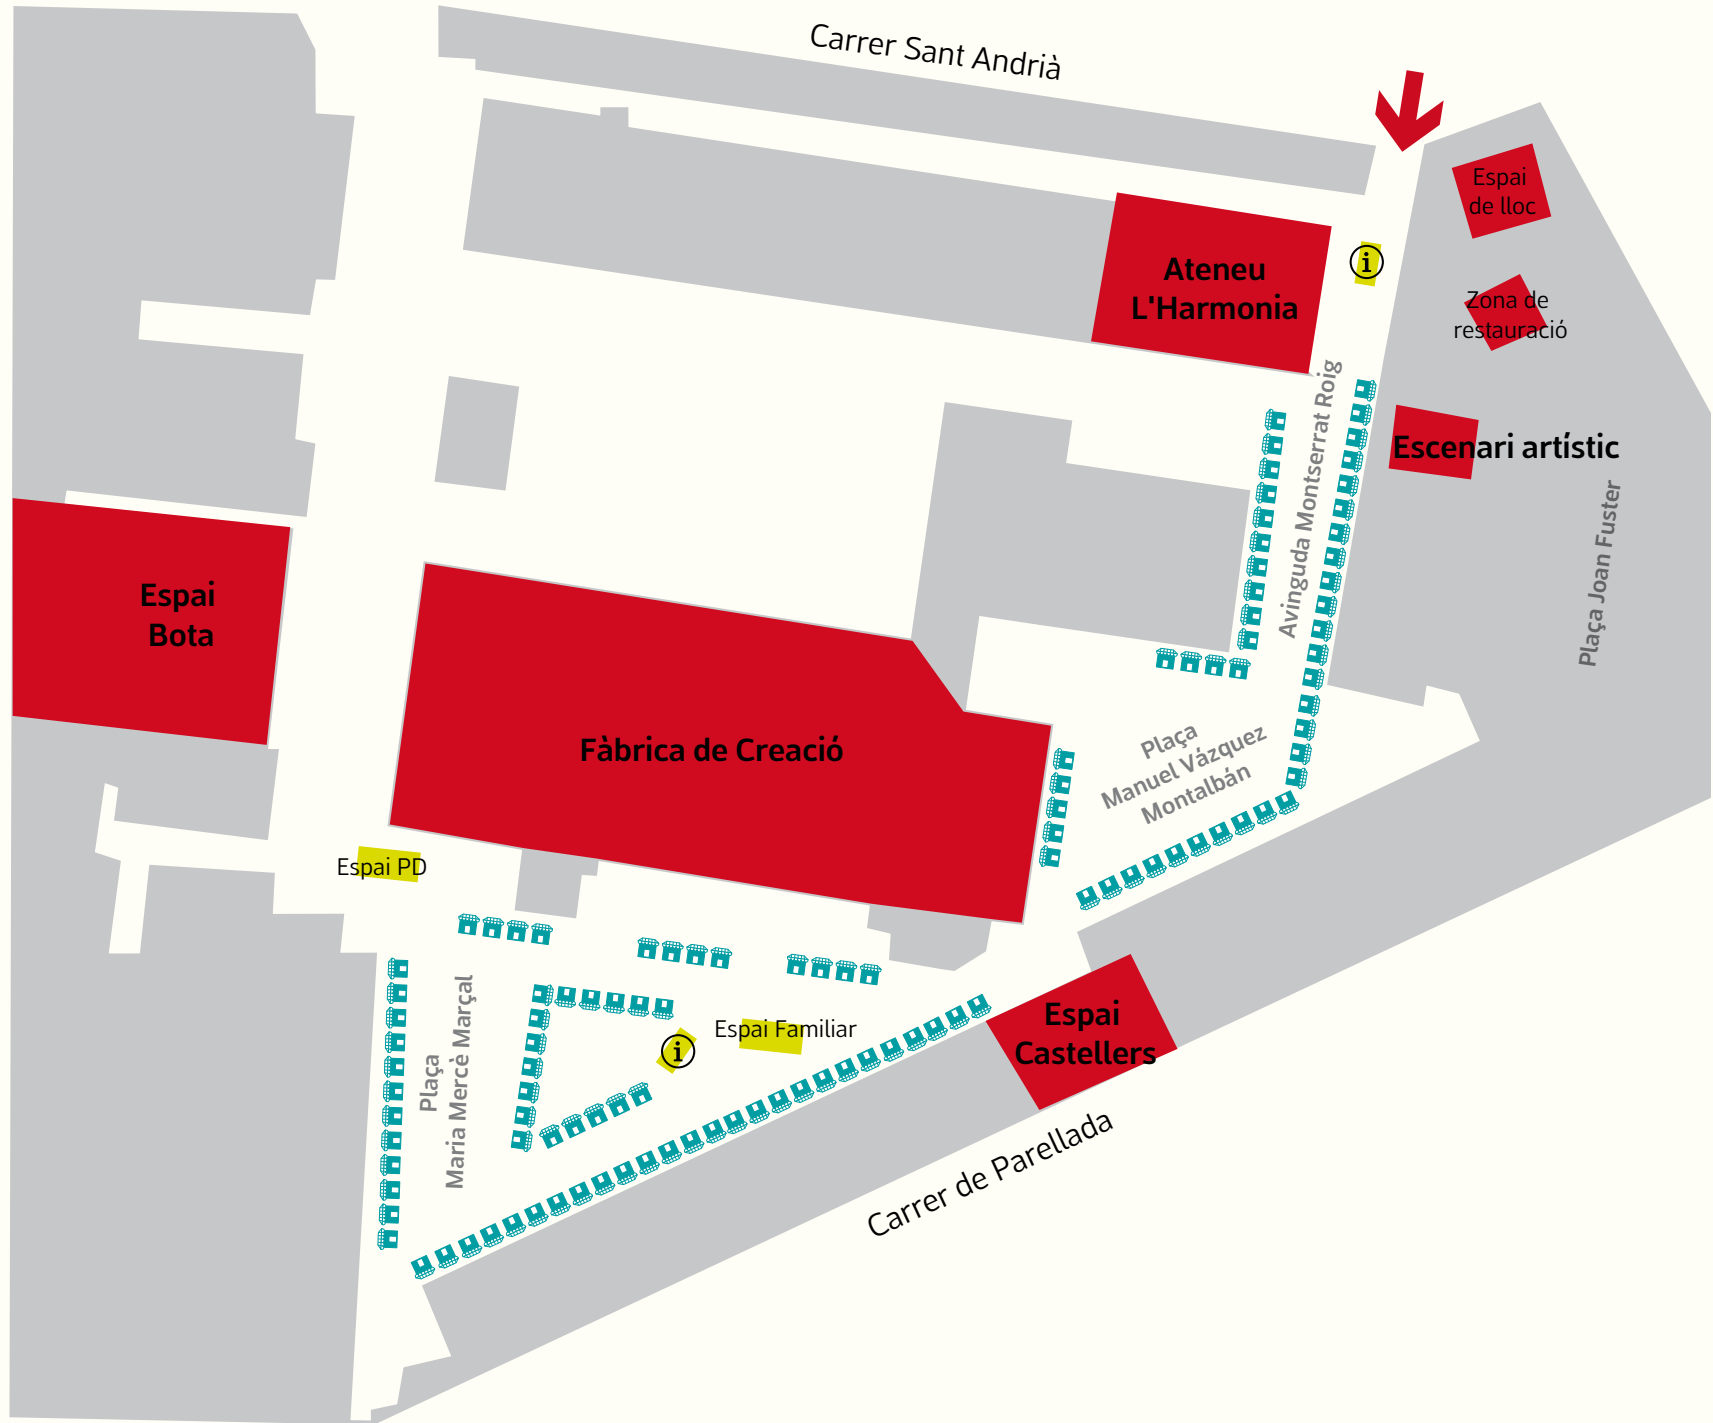 Carrer Sant Andrià
Espai
de lloc
Ateneu
L'Harmonia
i
Zona de
restauració
Avinguda Montserrat Roig
Escenari artístic
Plaça Joan Fuster
Espai
Bota
Fàbrica de Creació
Plaça
Manuel Vázquez
Montalbán
Espai PD
Plaça
Maria Mercè Marçal
i
Espai Familiar
Espai
Castellers
Carrer de Parellada